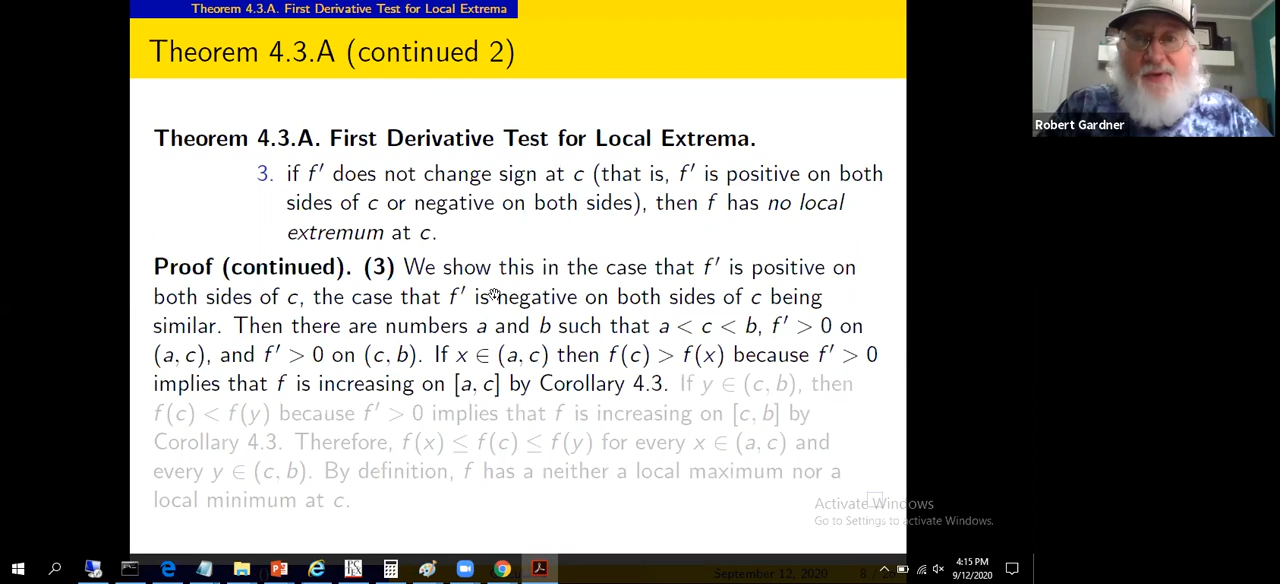 Theorem 4.3.A. First Derivative Test for Local Extrema
Theorem 4.3.A (continued 2)
Robert Gardner
Theorem 4.3.A. First Derivative Test for Local Extrema.
3. if f′ does not change sign at c (that is, f′ is positive on both
sides of c or negative on both sides), then f has no local
extremum at c.
Proof (continued). (3) We show this in the case that f′ is positive on
both sides of c, the case that f′ is negative on both sides of c being
similar. Then there are numbers a and b such that a < c < b, f′ > 0 on
(a, c), and f′ > 0 on (c, b). If x ∈ (a, c) then f(c) > f(x) because f′ > 0
implies that f is increasing on [a, c] by Corollary 4.3. If y ∈ (c, b), then
f(c) < f(y) because f′ > 0 implies that f is increasing on [c, b] by
Corollary 4.3. Therefore, f(x) ≤ f(c) ≤ f(y) for every x ∈ (a, c) and
every y ∈ (c, b). By definition, f has a neither a local maximum nor a
local minimum at c.
Activate Windows
Go to Settings to activate Windows.
4:15 PM
9/12/2020
September 12, 2020